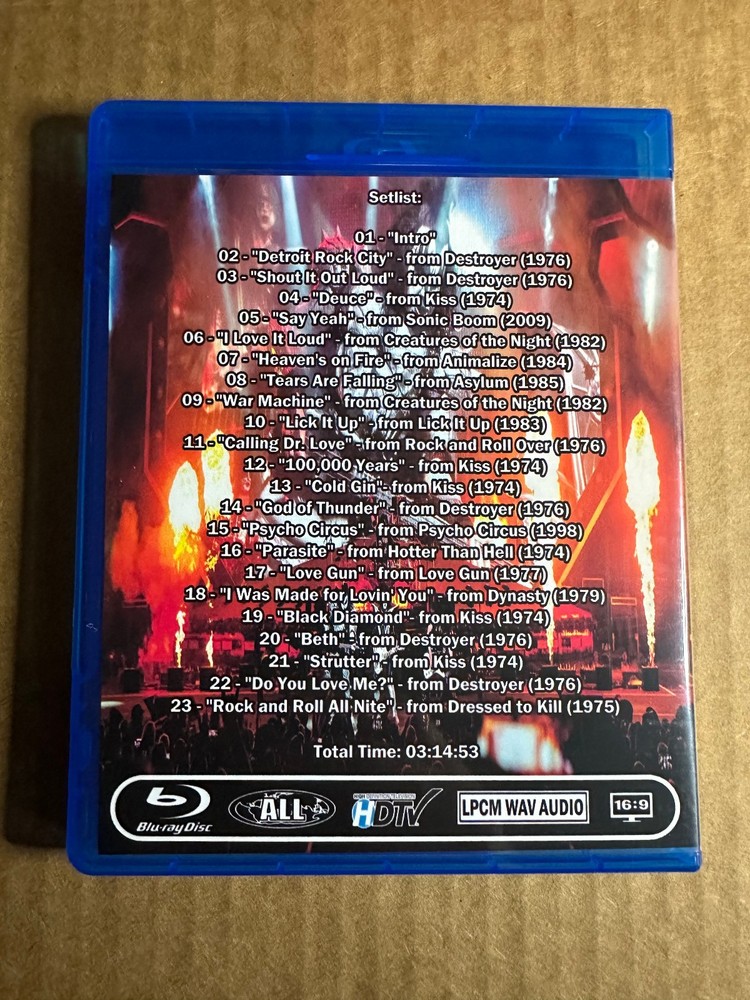 Setlist:
01 - "Intro"
02 - "Detroit Rock City" - from Destroyer (1976)
03 - "Shout It Out Loud" - from Destroyer (1976)
04 - "Deuce" - from Kiss (1974)
05 - "Say Yeah" - from Sonic Boom (2009)
06 - "I Love It Loud" - from Creatures of the Night (1982)
07 - "Heaven's on Fire" - from Animalize (1984)
08 - "Tears Are Falling" - from Asylum (1985)
09 - "War Machine" - from Creatures of the Night (1982)
10 - "Lick It Up" - from Lick It Up (1983)
11 - "Calling Dr. Love" - from Rock and Roll Over (1976)
12 - "100,000 Years" - from Kiss (1974)
13 - "Cold Gin"- from Kiss (1974)
14 - "God of Thunder" - from Destroyer (1976)
15 - "Psycho Circus" - from Psycho Circus (1998)
16 - "Parasite" - from Hotter Than Hell (1974)
17 - "Love Gun" - from Love Gun (1977)
18 - "I Was Made for Lovin' You" - from Dynasty (1979)
19 - "Black Diamond" - from Kiss (1974)
20 - "Beth" - from Destroyer (1976)
21 - "Strutter" - from Kiss (1974)
22 - "Do You Love Me?" - from Destroyer (1976)
23 - "Rock and Roll All Nite" - from Dressed to Kill (1975)
Total Time: 03:14:53
Blu-ray Disc ALL HDTV LPCM WAV AUDIO 16:9